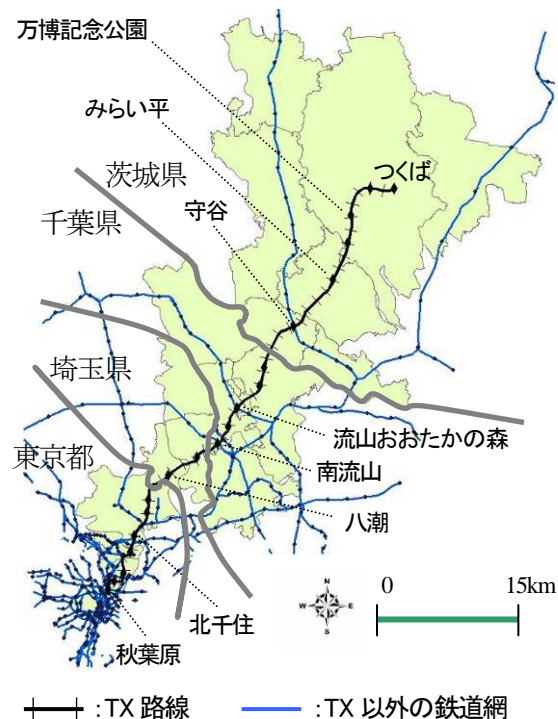 万博記念公園
みらい平
つくば
茨城県
守谷
千葉県
埼玉県
流山おおたかの森
東京都
南流山
八潮
N
W E
S
0 15km
北千住
秋葉原
:TX 路線 :TX 以外の鉄道網